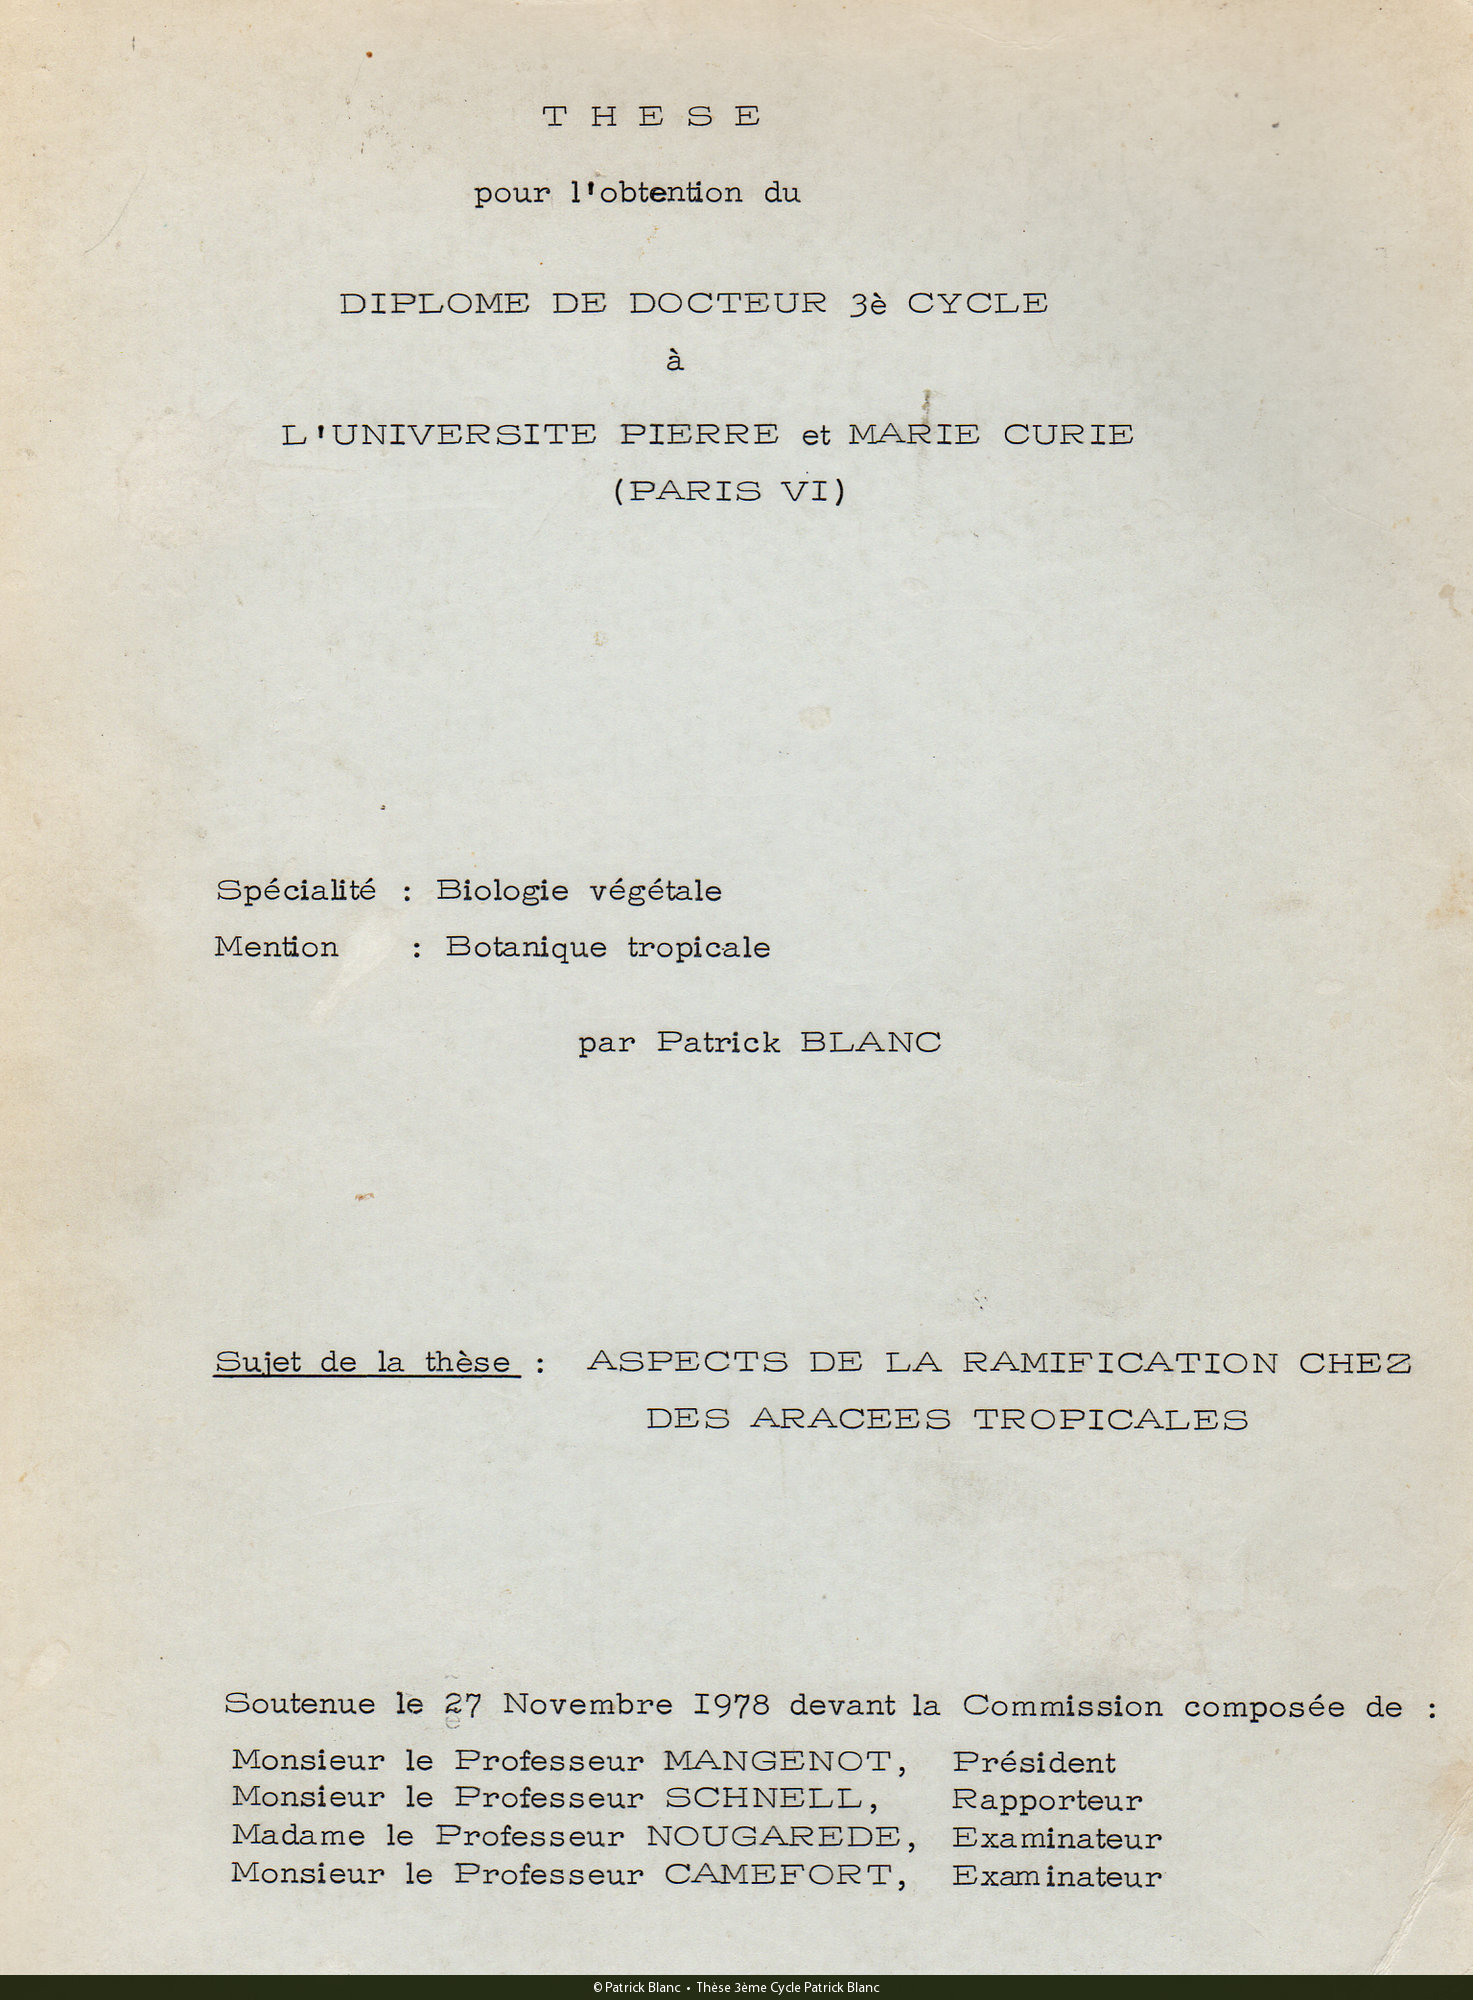 T H E S E
pour l'obtention du
DIPLOME DE DOCTEUR 3è CYCLE
à
L'UNIVERSITE PIERRE et MARIE CURIE
(PARIS VI)
Spécialité : Biologie végétale
Mention : Botanique tropicale
par Patrick BLANC
Sujet de la thèse : ASPECTS DE LA RAMIFICATION CHEZ
DES ARACEES TROPICALES
Soutenue le 27 Novembre I978 devant la Commission composée de :
Monsieur le Professeur MANGENOT, Président
Monsieur le Professeur SCHNELL, Rapporteur
Madame le Professeur NOUGAREDE, Examinateur
Monsieur le Professeur CAMEFORT, Examinateur
© Patrick Blanc • Thèse 3ème Cycle Patrick Blanc